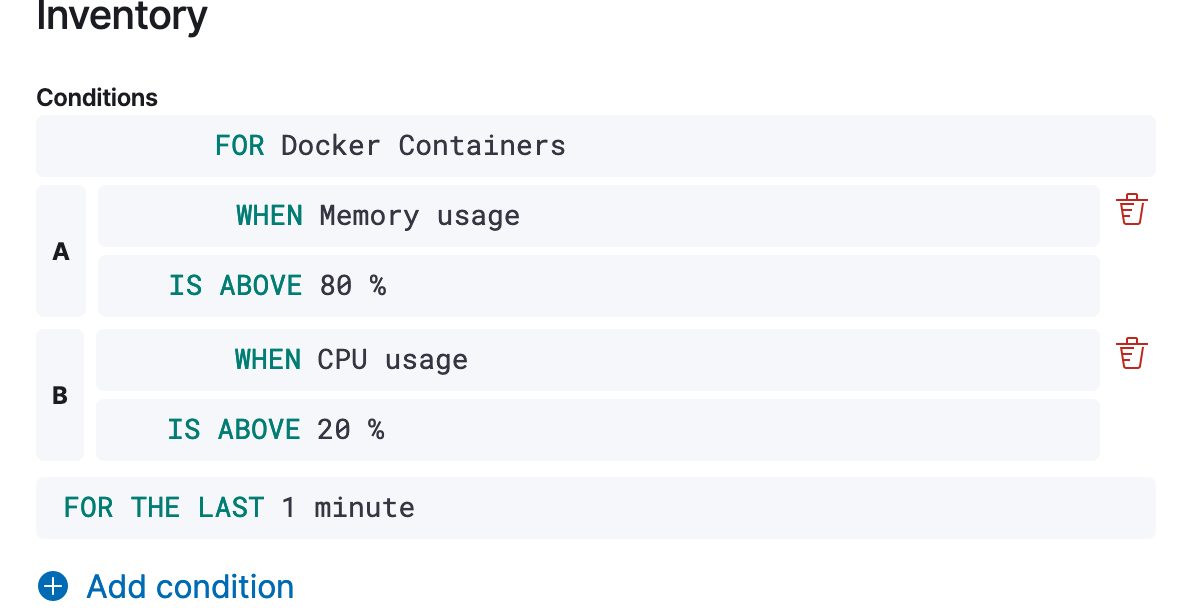 Inventory
Conditions
FOR Docker Containers
A
WHEN Memory usage
IS ABOVE 80 %
B
WHEN CPU usage
IS ABOVE 20 %
FOR THE LAST 1 minute
Add condition